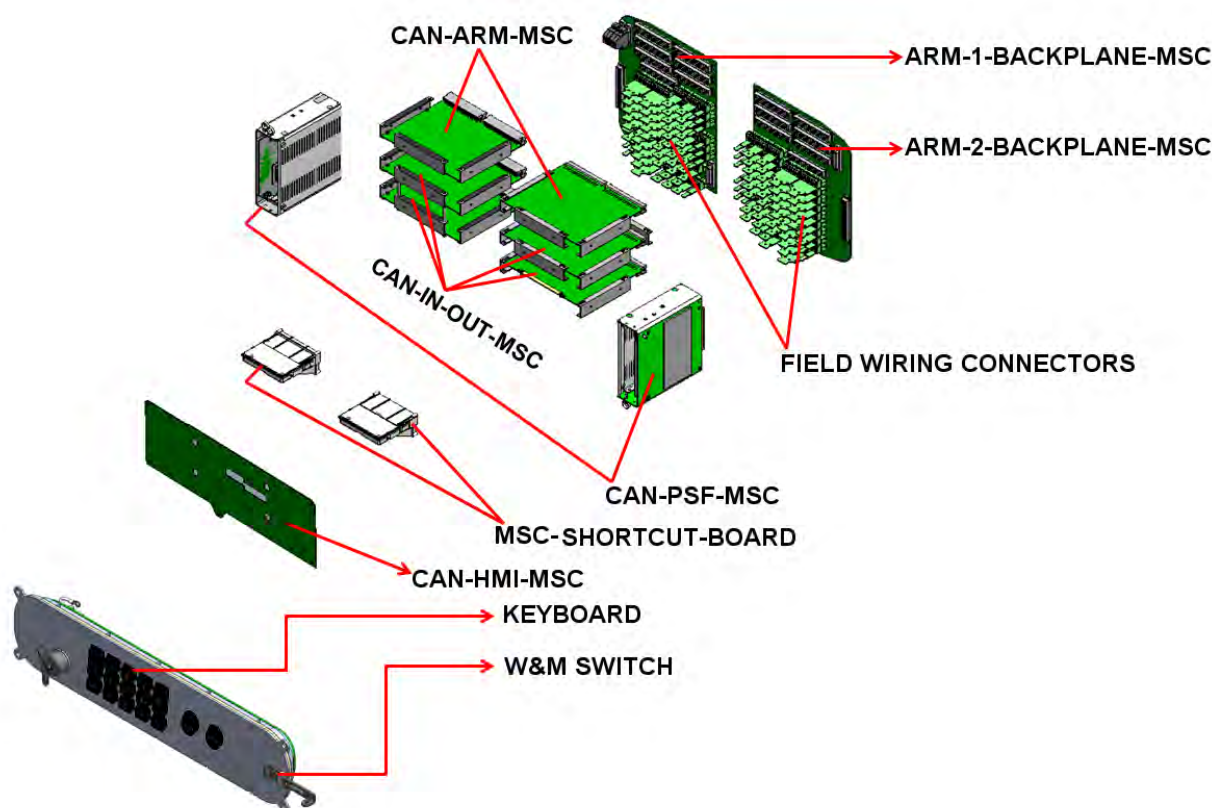 CAN-ARM-MSC
ARM-1-BACKPLANE-MSC
ARM-2-BACKPLANE-MSC
CAN-IN-OUT-MSC
FIELD WIRING CONNECTORS
CAN-PSF-MSC
MSC-SHORTCUT-BOARD
CAN-HMI-MSC
KEYBOARD
W&M SWITCH